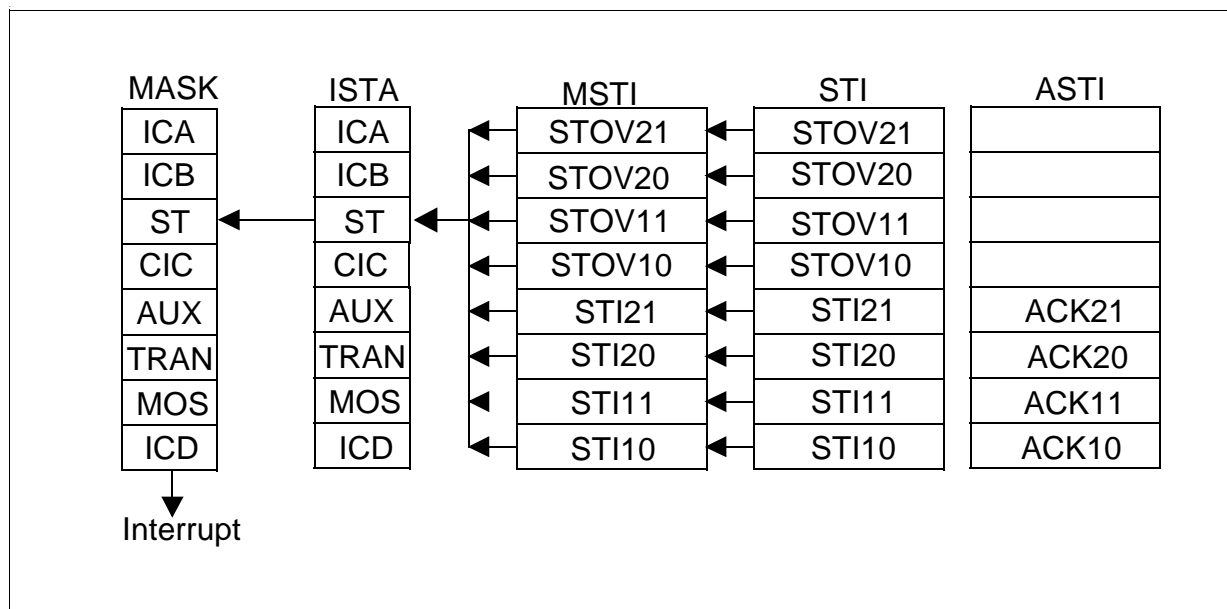 MASK ISTA MSTI STI ASTI
ICA ICA STOV21 STOV21
ICB ICB STOV20 STOV20
ST ST STOV11 STOV11
CIC CIC STOV10 STOV10
AUX AUX STI21 STI21 ACK21
TRAN TRAN STI20 STI20 ACK20
MOS MOS STI11 STI11 ACK11
ICD ICD STI10 STI10 ACK10
Interrupt